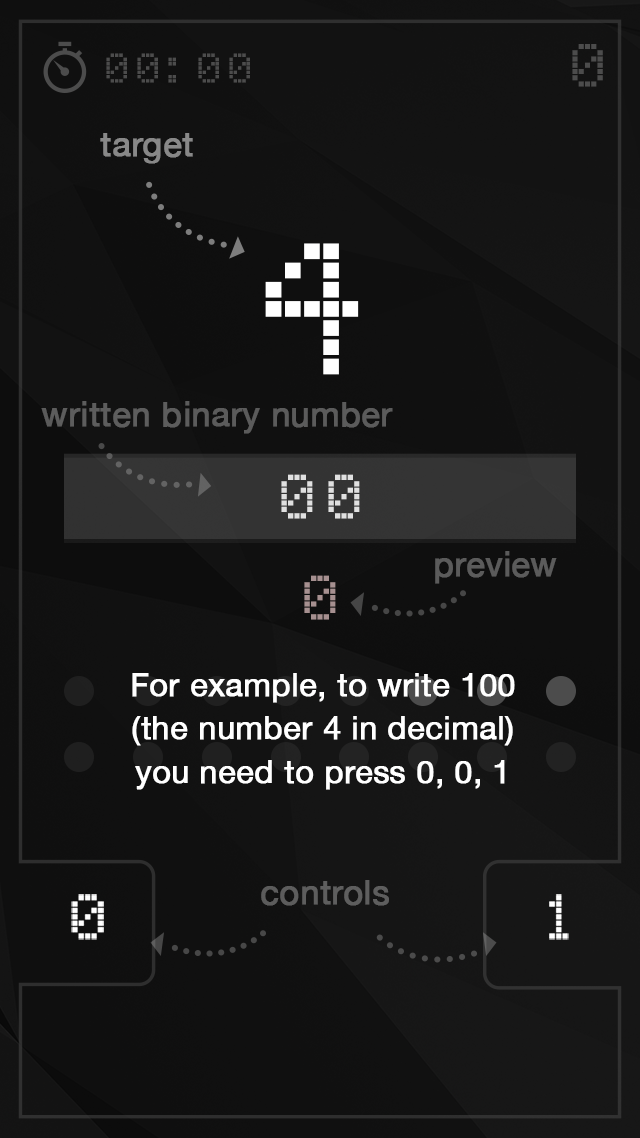 00:00 0
target
4
written binary number
00
preview
0
For example, to write 100
(the number 4 in decimal)
you need to press 0, 0, 1
controls
0 1